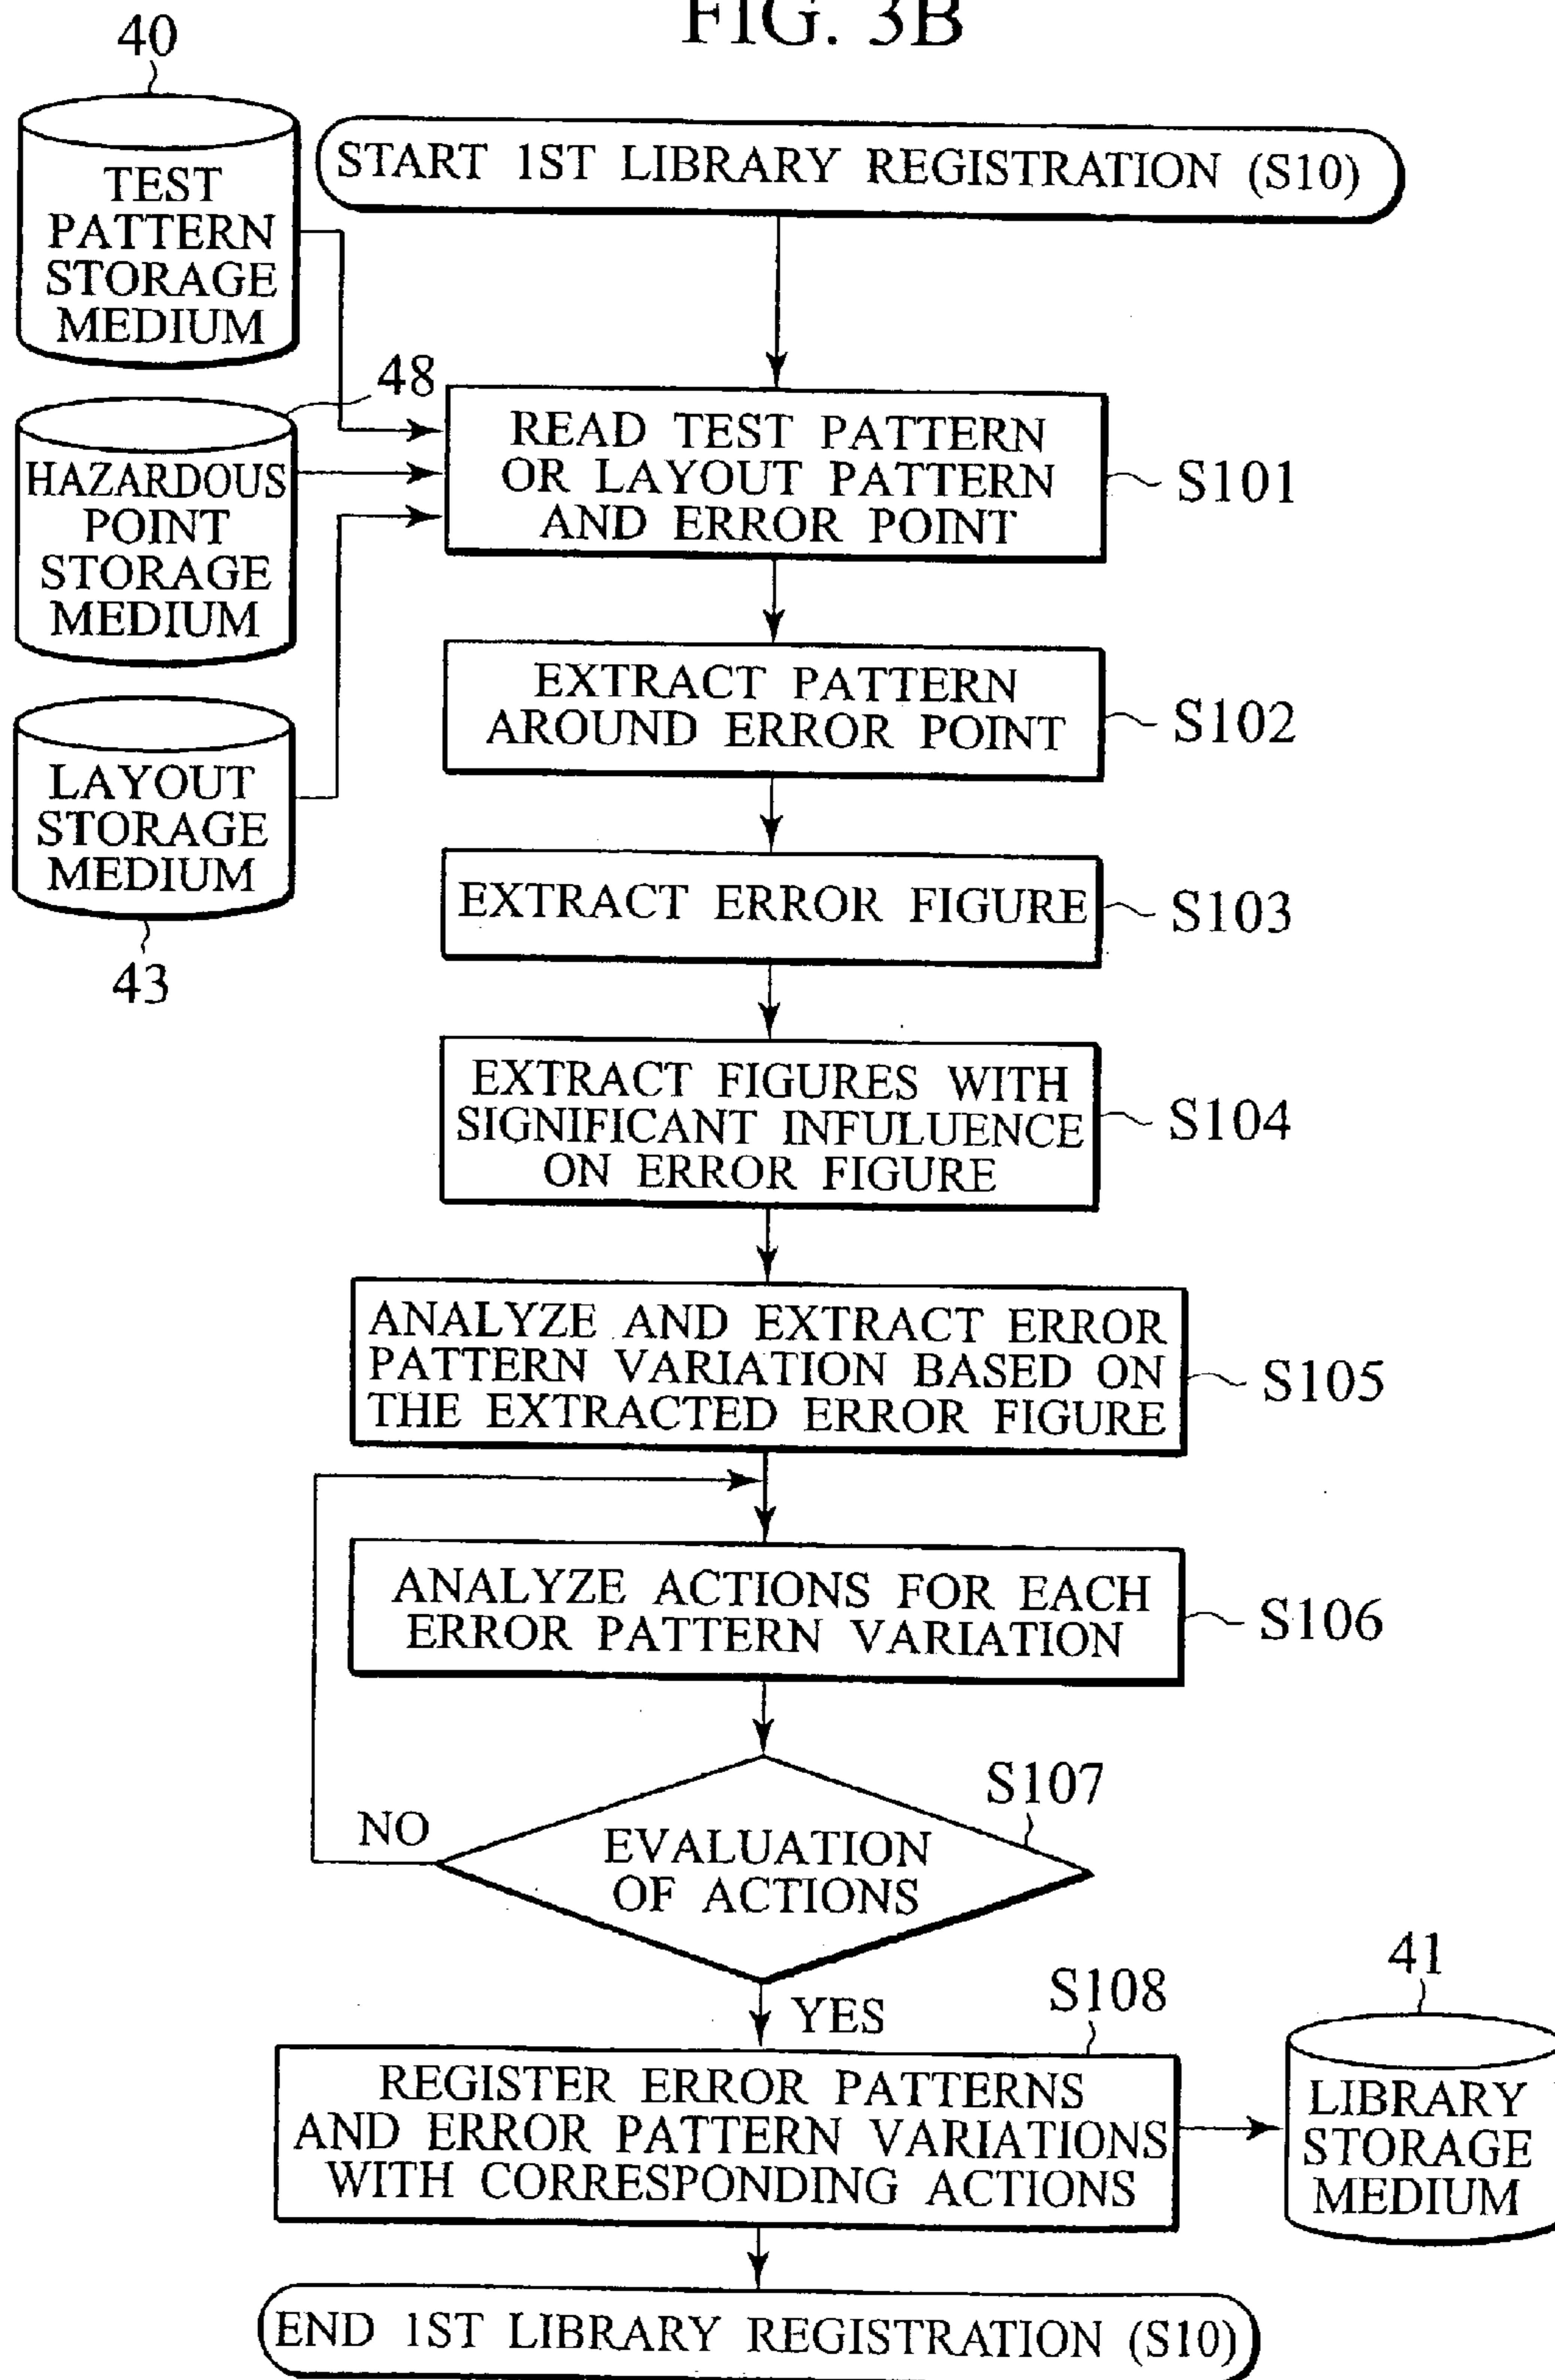 FIG. 3B
40
TEST
PATTERN
STORAGE
MEDIUM
START 1ST LIBRARY REGISTRATION (S10)
48
HAZARDOUS
POINT
STORAGE
MEDIUM
READ TEST PATTERN
OR LAYOUT PATTERN
AND ERROR POINT
S101
LAYOUT
STORAGE
MEDIUM
43
EXTRACT PATTERN
AROUND ERROR POINT
S102
EXTRACT ERROR FIGURE
S103
EXTRACT FIGURES WITH
SIGNIFICANT INFULUENCE
ON ERROR FIGURE
S104
ANALYZE AND EXTRACT ERROR
PATTERN VARIATION BASED ON
THE EXTRACTED ERROR FIGURE
S105
ANALYZE ACTIONS FOR EACH
ERROR PATTERN VARIATION
S106
S107
NO
EVALUATION
OF ACTIONS
YES
S108
REGISTER ERROR PATTERNS
AND ERROR PATTERN VARIATIONS
WITH CORRESPONDING ACTIONS
41
LIBRARY
STORAGE
MEDIUM
END 1ST LIBRARY REGISTRATION (S10)